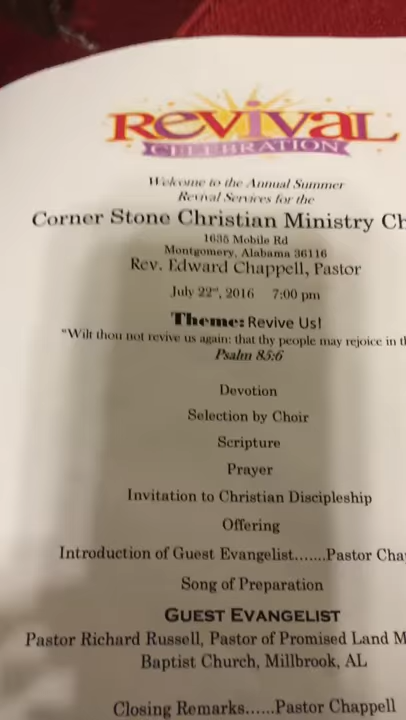 REVIVAL
CELEBRATION
Welcome to the Annual Summer
Revival Services for the
Corner Stone Christian Ministry
1635 Mobile Rd
Montgomery, Alabama 36116
Rev. Edward Chappell, Pastor
July 22nd, 2016 7:00 pm
Theme: Revive Us!
"Wilt thou not revive us again: that thy people may rejoice in
Psalm 85:6
Devotion
Selection by Choir
Scripture
Prayer
Invitation to Christian Discipleship
Offering
Introduction of Guest Evangelist.......Pastor
Song of Preparation
GUEST EVANGELIST
Pastor Richard Russell, Pastor of Promised Land
Baptist Church, Millbrook, AL
Closing Remarks......Pastor Chappell